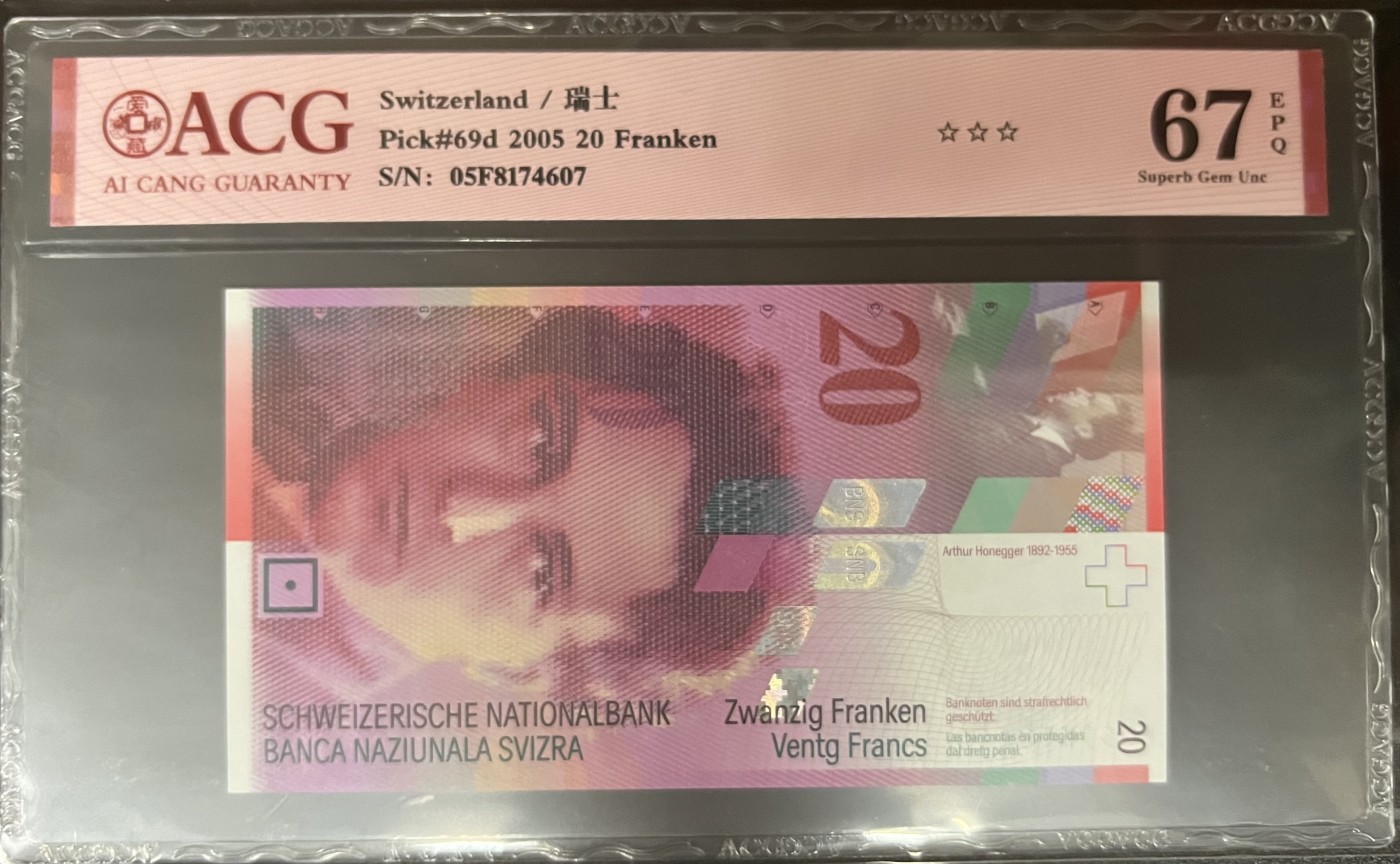 ACG
AI CANG GUARANTY
Switzerland / 瑞士
Pick#69d 2005 20 Franken
S/N: 05F8174607
☆☆☆
67
EPQ
Superb Gem Unc
H G F E D C B A
20
BNS
SNB
Arthur Honegger 1892-1955
SCHWEIZERISCHE NATIONALBANK
BANCA NAZIUNALA SVIZRA
Zwanzig Franken
Ventg Francs
Banknoten sind strafrechtlich
geschützt.
Las bancnotas èn protegidas
dal dretg penal.
20